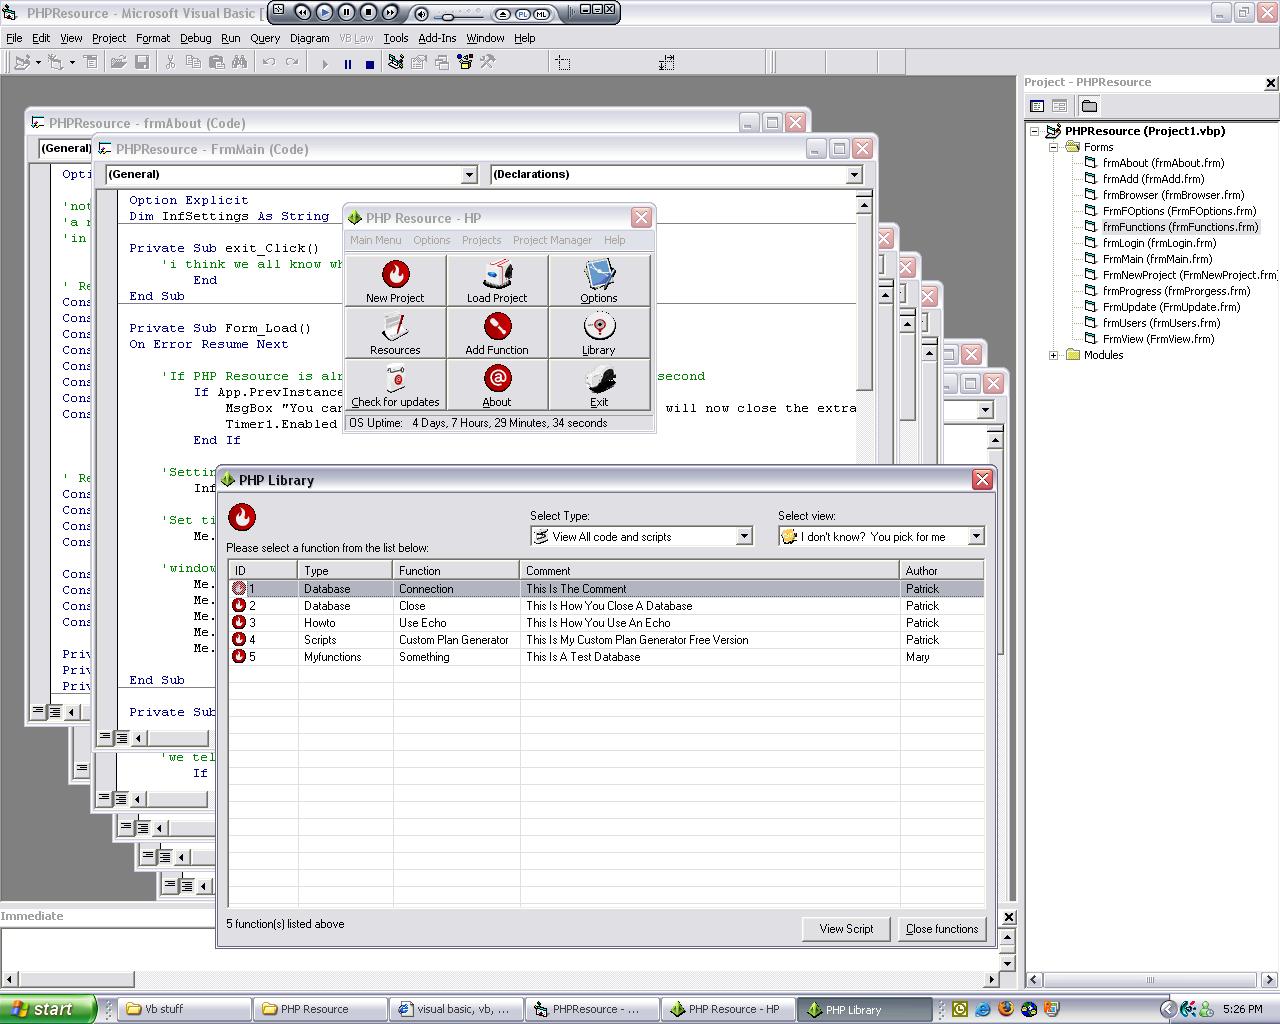 PHPResource - Microsoft Visual Basic [
PL ML
File Edit View Project Format Debug Run Query Diagram VB Law Tools Add-Ins Window Help
Project - PHPResource
PHPResource (Project1.vbp)
Forms
frmAbout (frmAbout.frm)
frmAdd (frmAdd.frm)
frmBrowser (frmBrowser.frm)
FrmFOptions (FrmFOptions.frm)
frmFunctions (frmFunctions.frm)
frmLogin (frmLogin.frm)
FrmMain (frmMain.frm)
FrmNewProject (FrmNewProject.frm
frmProgress (frmProrgess.frm)
FrmUpdate (FrmUpdate.frm)
frmUsers (frmUsers.frm)
FrmView (FrmView.frm)
Modules
PHPResource - frmAbout (Code)
(General)
Opti
'not
'a r
'in
' Re
Cons
Cons
Cons
Cons
Cons
Cons
Cons
Cons
' Re
Cons
Cons
Cons
Cons
Cons
Cons
Cons
Cons
Priv
Priv
Priv
PHPResource - FrmMain (Code)
(General) (Declarations)
Option Explicit
Dim InfSettings As String
Private Sub exit_Click()
'i think we all know wh
End
End Sub
Private Sub Form_Load()
On Error Resume Next
'If PHP Resource is alr second
If App.PrevInstanc
MsgBox "You can will now close the extra
Timer1.Enabled
End If
'Settin
Inf
'Set ti
Me.
'window
Me.
Me.
Me.
Me.
Me.
End Sub
Private Sub
'we tel
If
PHP Resource - HP
Main Menu Options Projects Project Manager Help
New Project Load Project Options
Resources Add Function Library
Check for updates About Exit
OS Uptime: 4 Days, 7 Hours, 29 Minutes, 34 seconds
PHP Library
Select Type: Select view:
View All code and scripts I don't know? You pick for me
Please select a function from the list below:
ID Type Function Comment Author
1 Database Connection This Is The Comment Patrick
2 Database Close This Is How You Close A Database Patrick
3 Howto Use Echo This Is How You Use An Echo Patrick
4 Scripts Custom Plan Generator This Is My Custom Plan Generator Free Version Patrick
5 Myfunctions Something This Is A Test Database Mary
5 function(s) listed above View Script Close functions
Immediate
start Vb stuff PHP Resource visual basic, vb, ... PHPResource - ... PHP Resource - HP PHP Library 5:26 PM